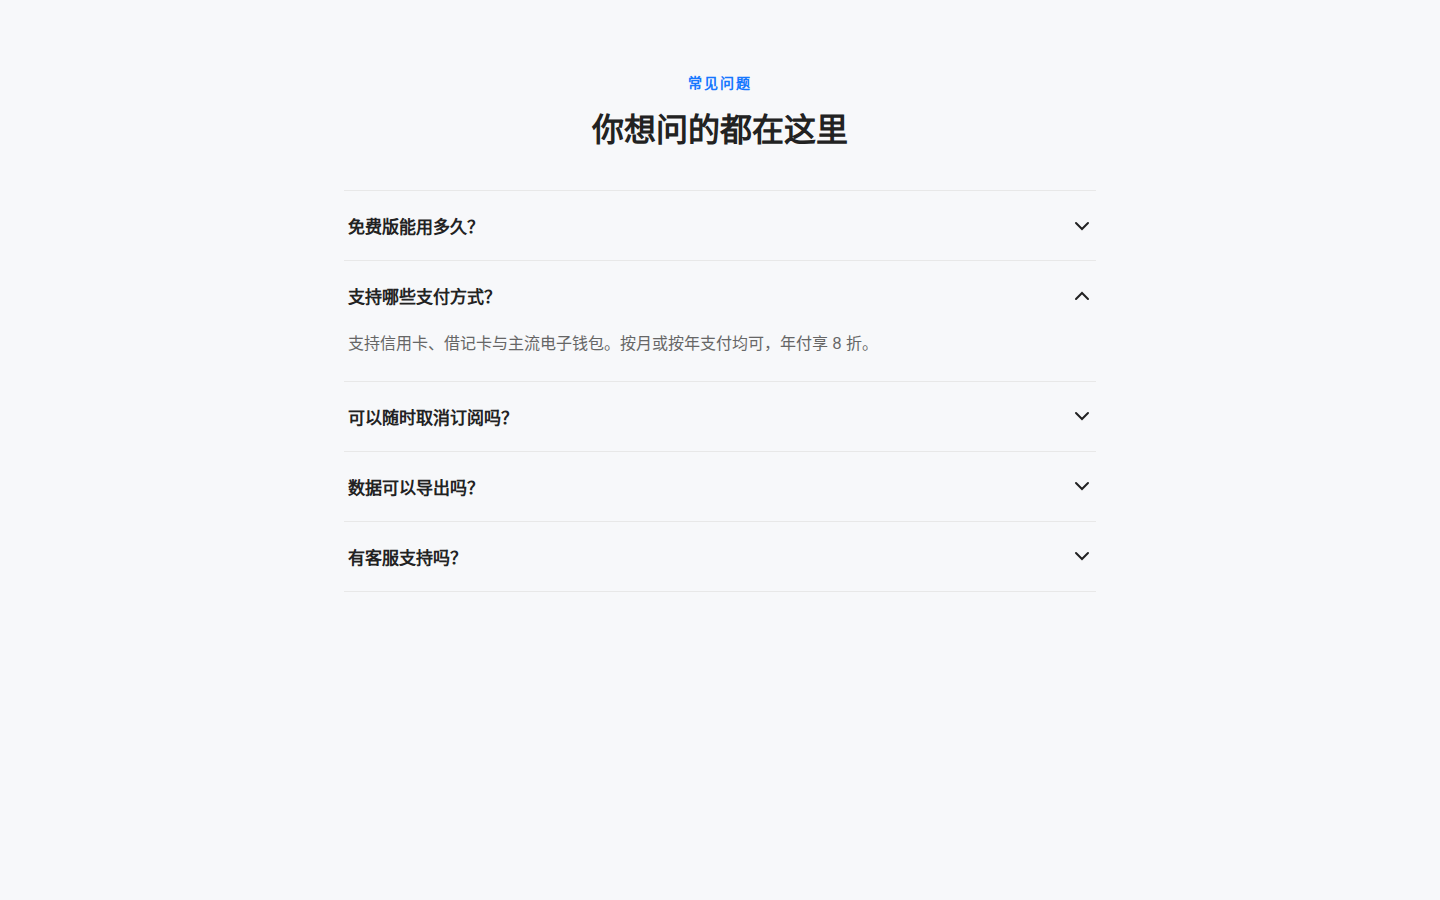 常见问题
你想问的都在这里
免费版能用多久？
支持哪些支付方式？
支持信用卡、借记卡与主流电子钱包。按月或按年支付均可，年付享 8 折。
可以随时取消订阅吗？
数据可以导出吗？
有客服支持吗？